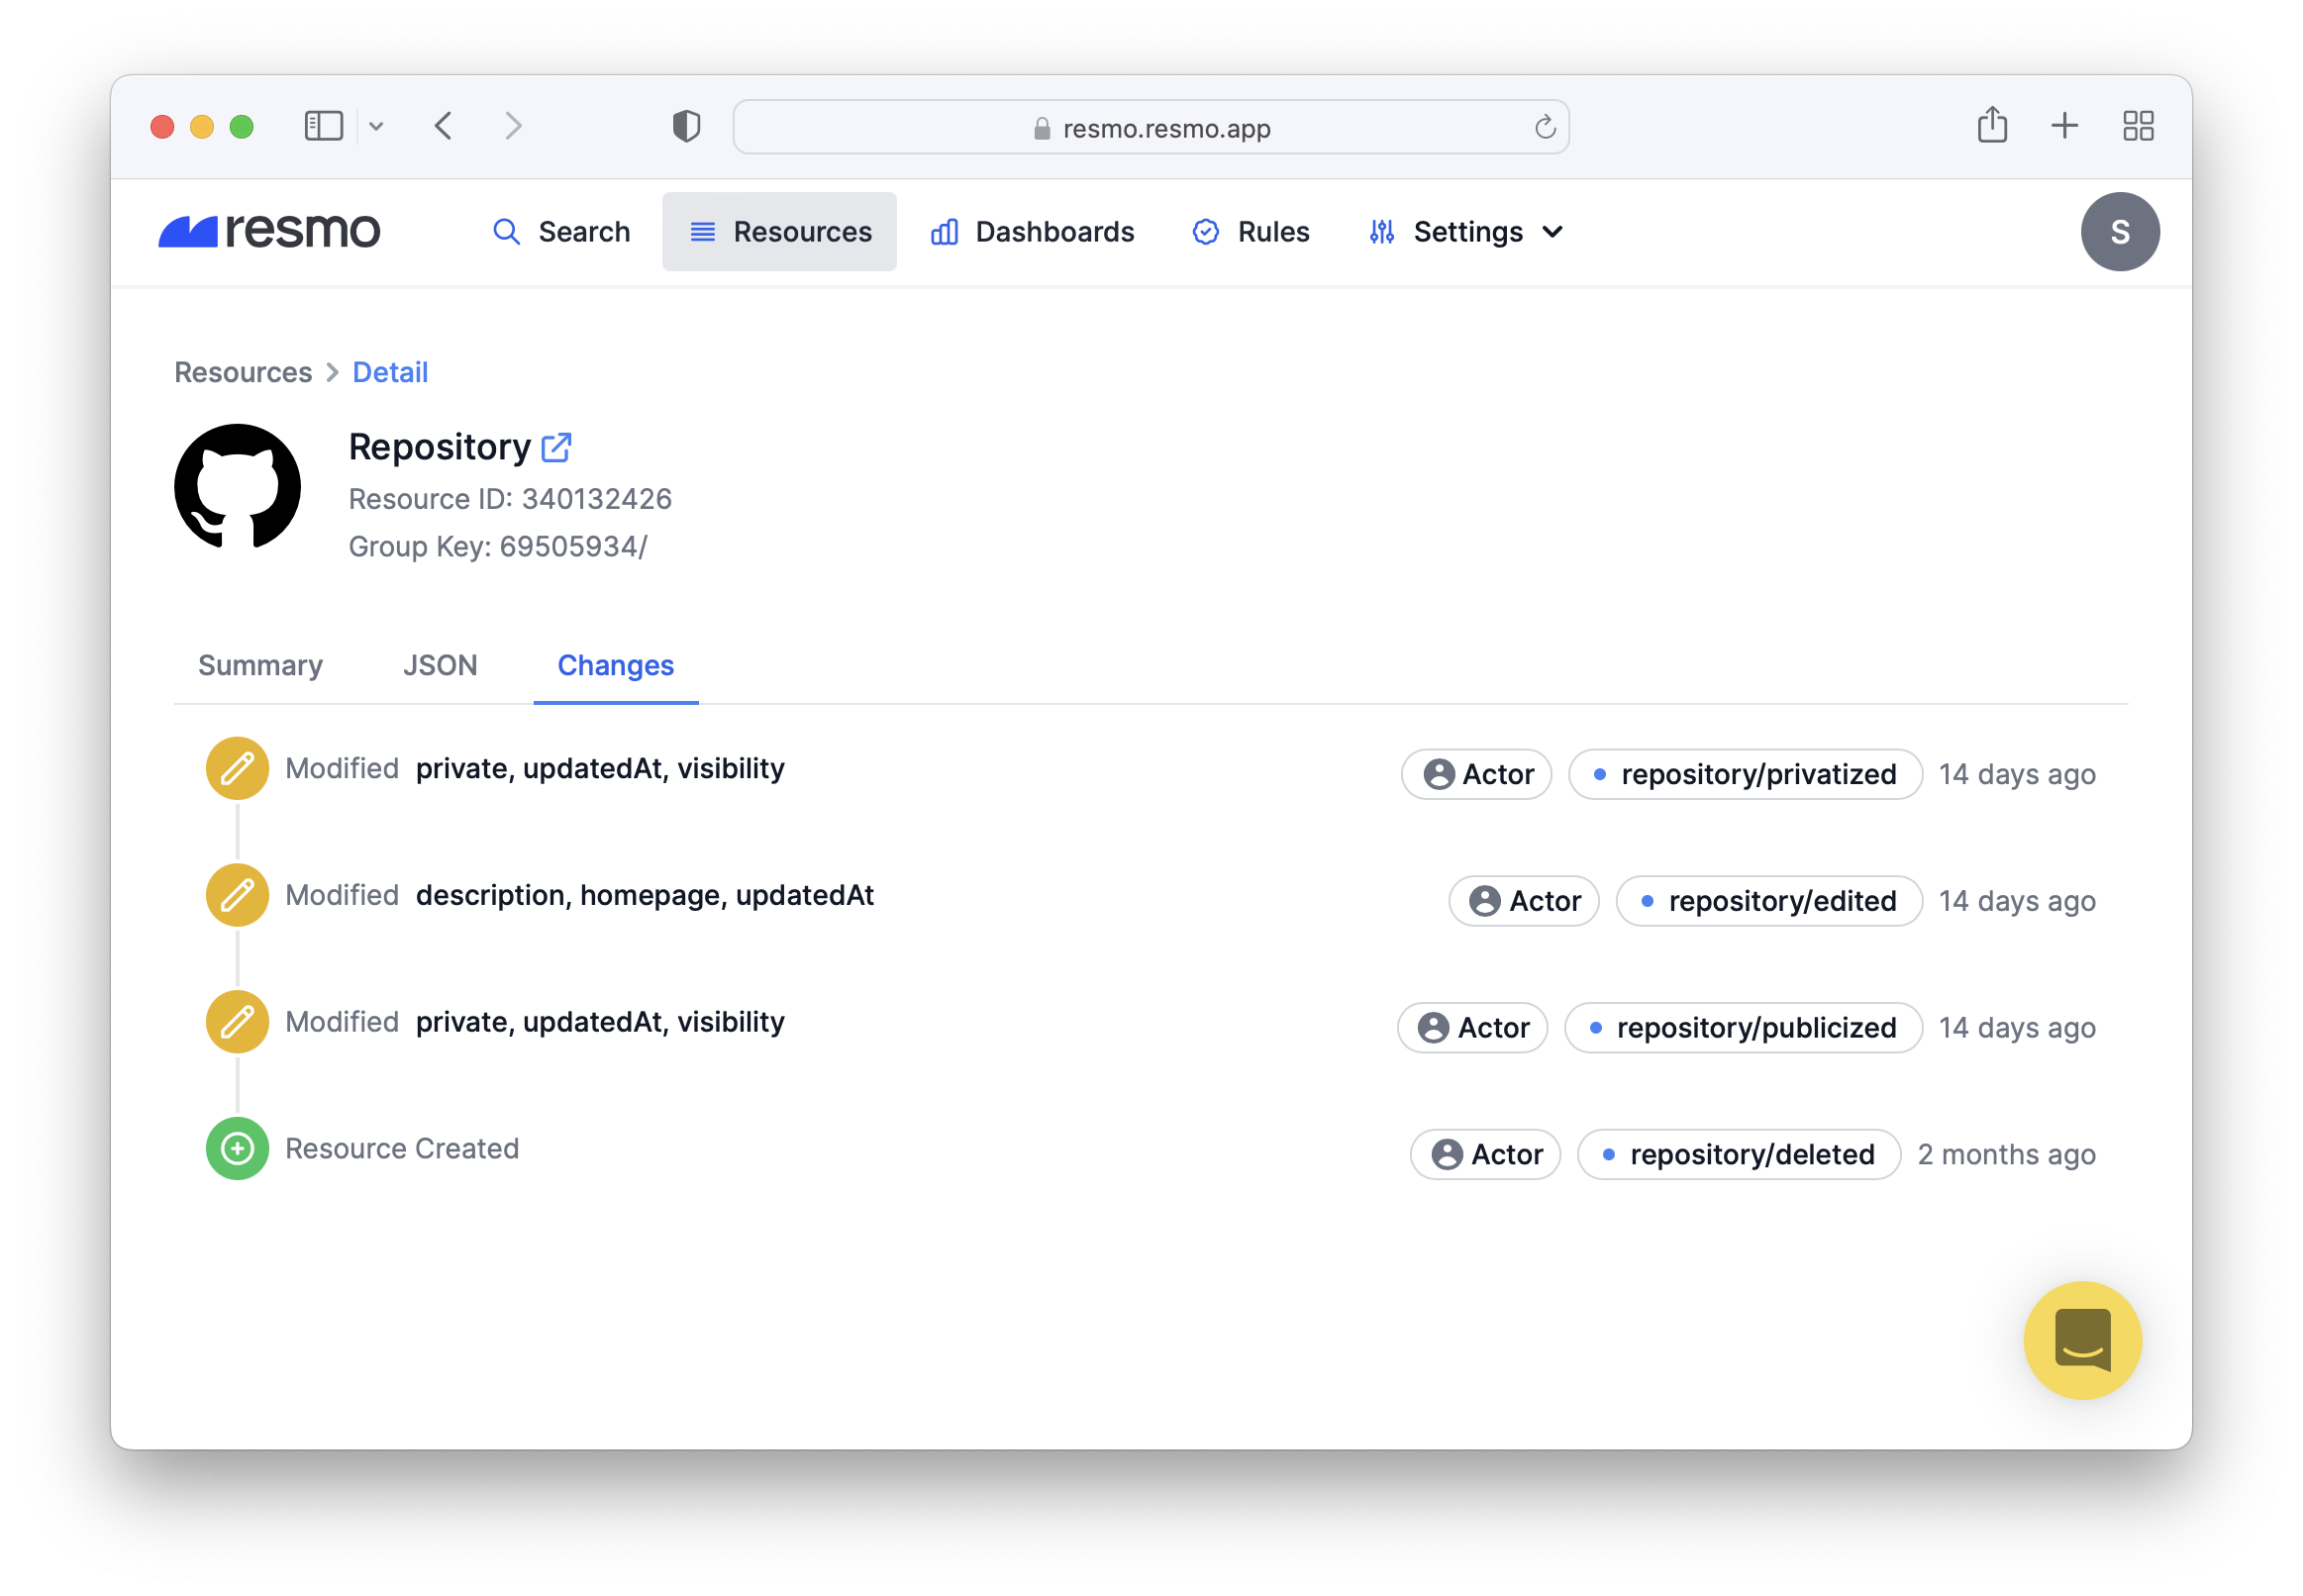 resmo.resmo.app
resmo Search Resources Dashboards Rules Settings S
Resources > Detail
Repository
Resource ID: 340132426
Group Key: 69505934/
Summary JSON Changes
Modified private, updatedAt, visibility Actor repository/privatized 14 days ago
Modified description, homepage, updatedAt Actor repository/edited 14 days ago
Modified private, updatedAt, visibility Actor repository/publicized 14 days ago
Resource Created Actor repository/deleted 2 months ago